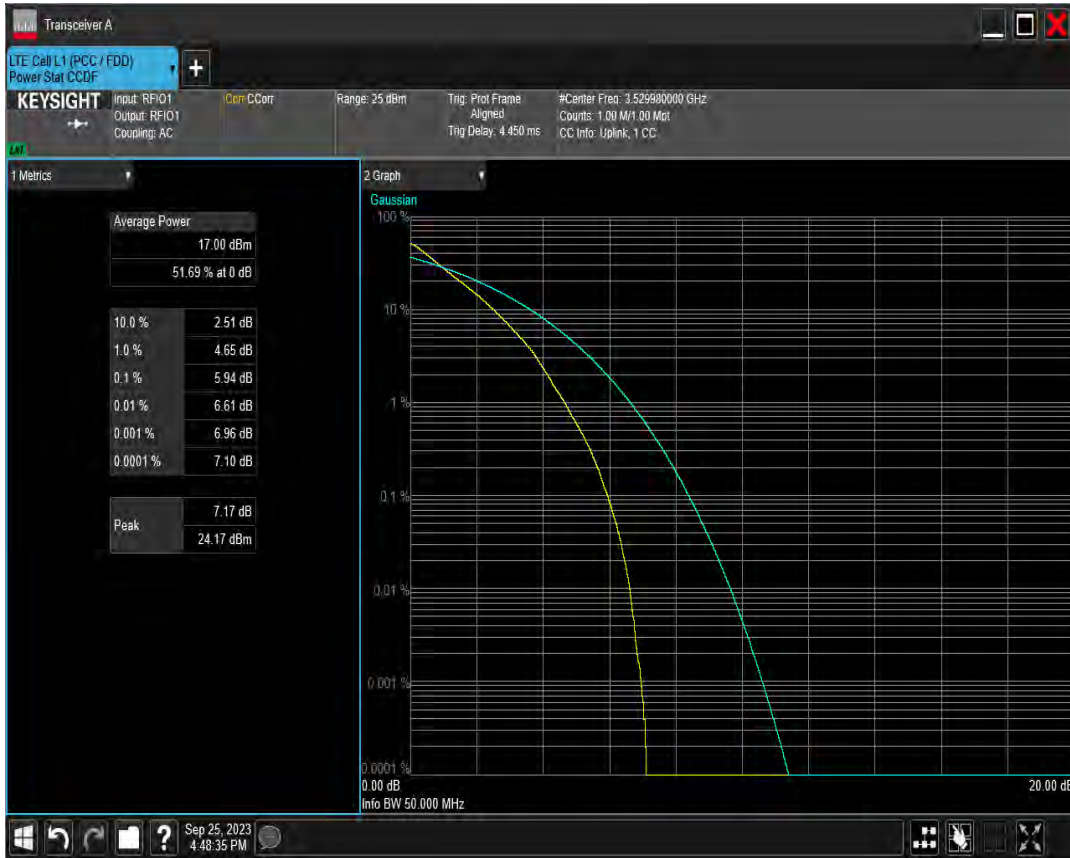 Transceiver A
LTE Cell L1 (PCC / FDD)
Power Stat CCDF
+
KEYSIGHT
Input: RFIO1
Output: RFIO1
Coupling: AC
Corr CCorr
Range: 25 dBm
Trig: Prot Frame
Aligned
Trig Delay: 4.450 ms
#Center Freq: 3.529980000 GHz
Counts: 1.00 M/1.00 Mpt
CC Info: Uplink, 1 CC
1 Metrics
Average Power
17.00 dBm
51.69 % at 0 dB
10.0 % 2.51 dB
1.0 % 4.65 dB
0.1 % 5.94 dB
0.01 % 6.61 dB
0.001 % 6.96 dB
0.0001 % 7.10 dB
Peak
7.17 dB
24.17 dBm
2 Graph
Gaussian
100 %
10 %
1 %
0.1 %
0.01 %
0.001 %
0.0001 %
0.00 dB
20.00 dB
Info BW 50.000 MHz
?
Sep 25, 2023
4:48:35 PM